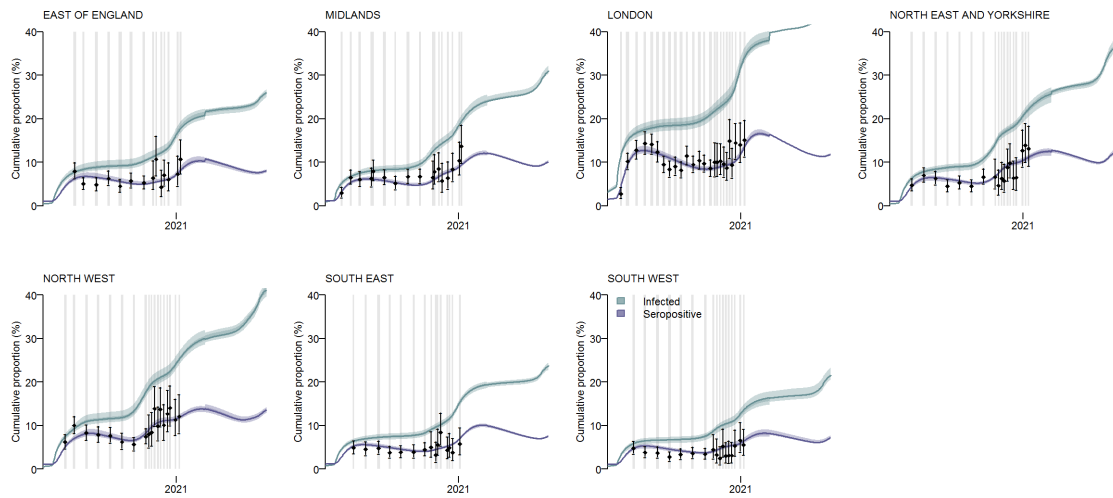 EAST OF ENGLAND
MIDLANDS
LONDON
NORTH EAST AND YORKSHIRE
Cumulative proportion (%)
40
30
20
10
0
2021
Cumulative proportion (%)
40
30
20
10
0
2021
Cumulative proportion (%)
40
30
20
10
0
2021
Cumulative proportion (%)
40
30
20
10
0
2021
NORTH WEST
SOUTH EAST
SOUTH WEST
Cumulative proportion (%)
40
30
20
10
0
2021
Cumulative proportion (%)
40
30
20
10
0
2021
Cumulative proportion (%)
40
30
20
10
0
2021
Infected
Seropositive